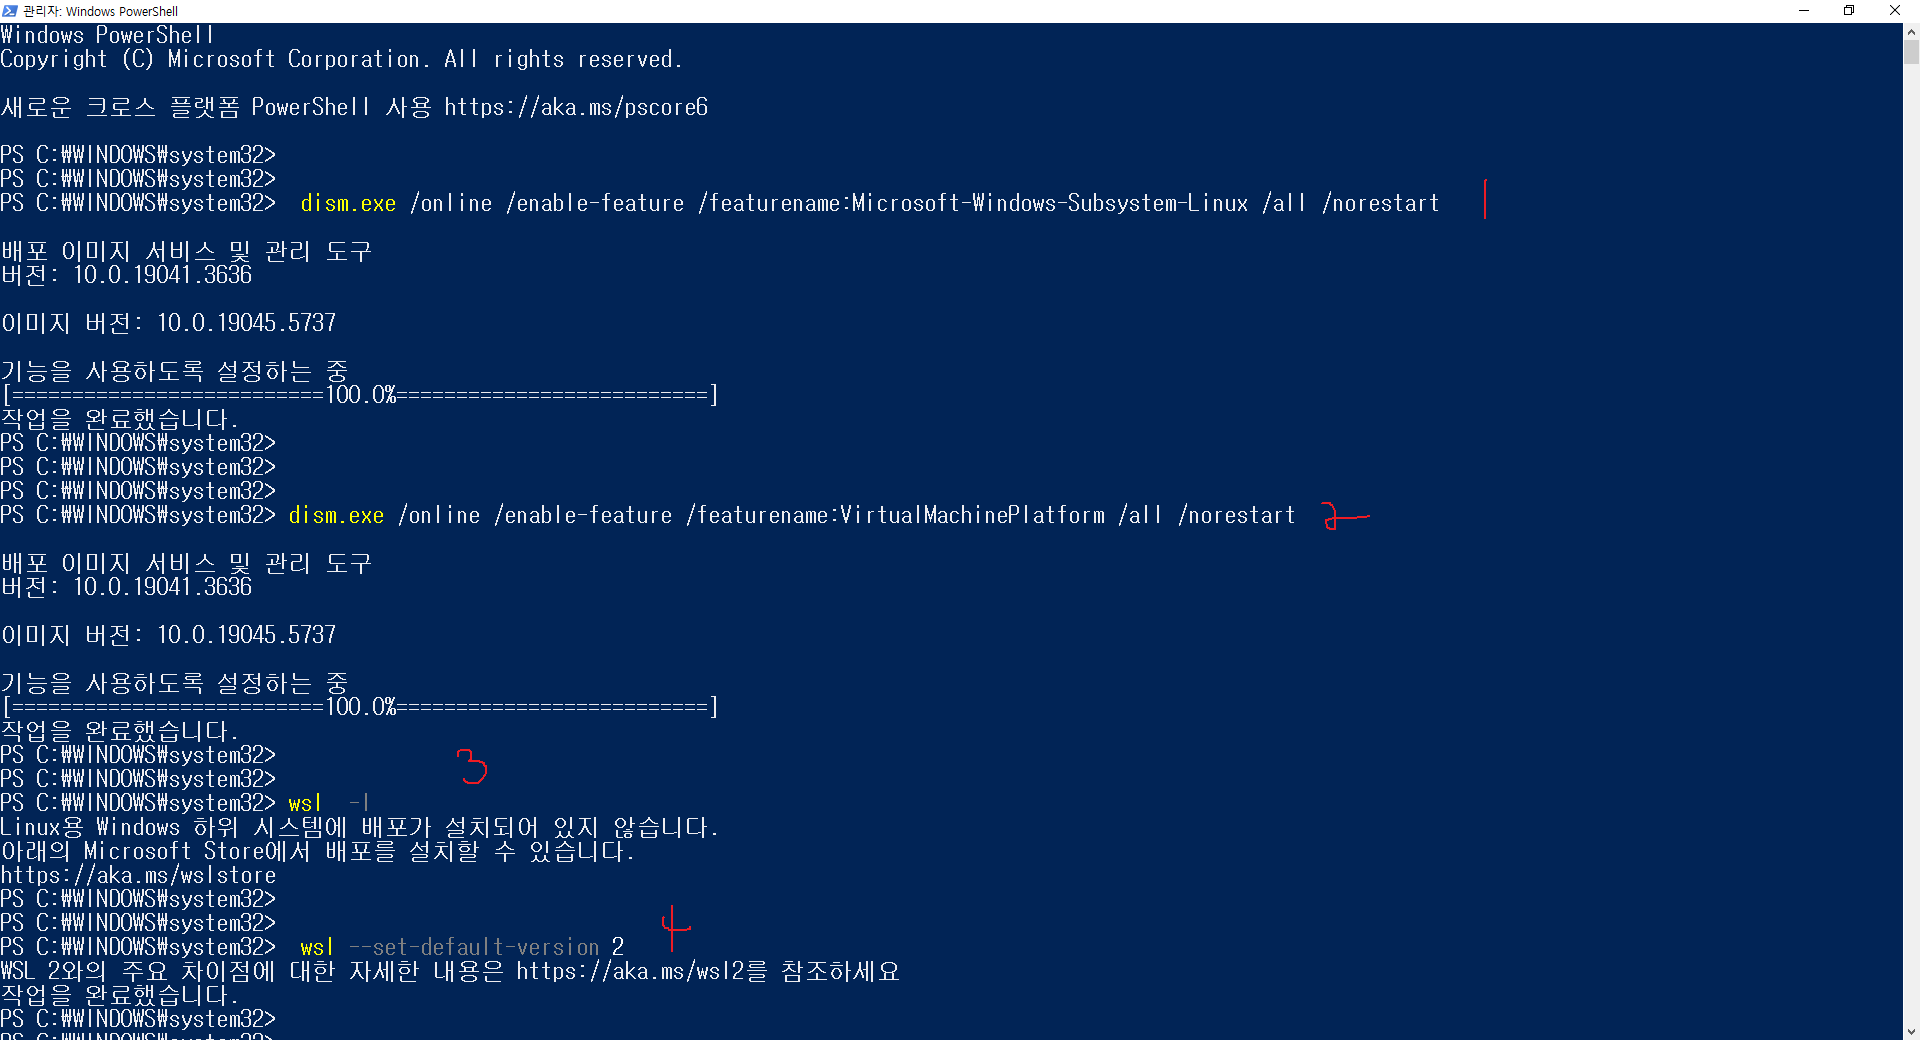 관리자: Windows PowerShell
Windows PowerShell
Copyright (C) Microsoft Corporation. All rights reserved.
새로운 크로스 플랫폼 PowerShell 사용 https://aka.ms/pscore6
PS C:₩WINDOWS₩system32>
PS C:₩WINDOWS₩system32>
PS C:₩WINDOWS₩system32>  dism.exe /online /enable-feature /featurename:Microsoft-Windows-Subsystem-Linux /all /norestart 1
배포 이미지 서비스 및 관리 도구
버전: 10.0.19041.3636
이미지 버전: 10.0.19045.5737
기능을 사용하도록 설정하는 중
[==========================100.0%==========================]
작업을 완료했습니다.
PS C:₩WINDOWS₩system32>
PS C:₩WINDOWS₩system32>
PS C:₩WINDOWS₩system32>
PS C:₩WINDOWS₩system32> dism.exe /online /enable-feature /featurename:VirtualMachinePlatform /all /norestart 2
배포 이미지 서비스 및 관리 도구
버전: 10.0.19041.3636
이미지 버전: 10.0.19045.5737
기능을 사용하도록 설정하는 중
[==========================100.0%==========================]
작업을 완료했습니다.
PS C:₩WINDOWS₩system32>
3
PS C:₩WINDOWS₩system32>
PS C:₩WINDOWS₩system32> wsl  -l
Linux용 Windows 하위 시스템에 배포가 설치되어 있지 않습니다.
아래의 Microsoft Store에서 배포를 설치할 수 있습니다.
https://aka.ms/wslstore
PS C:₩WINDOWS₩system32>
PS C:₩WINDOWS₩system32>
4
PS C:₩WINDOWS₩system32>  wsl --set-default-version 2
WSL 2와의 주요 차이점에 대한 자세한 내용은 https://aka.ms/wsl2를 참조하세요
작업을 완료했습니다.
PS C:₩WINDOWS₩system32>
PS C:₩WINDOWS₩system32>